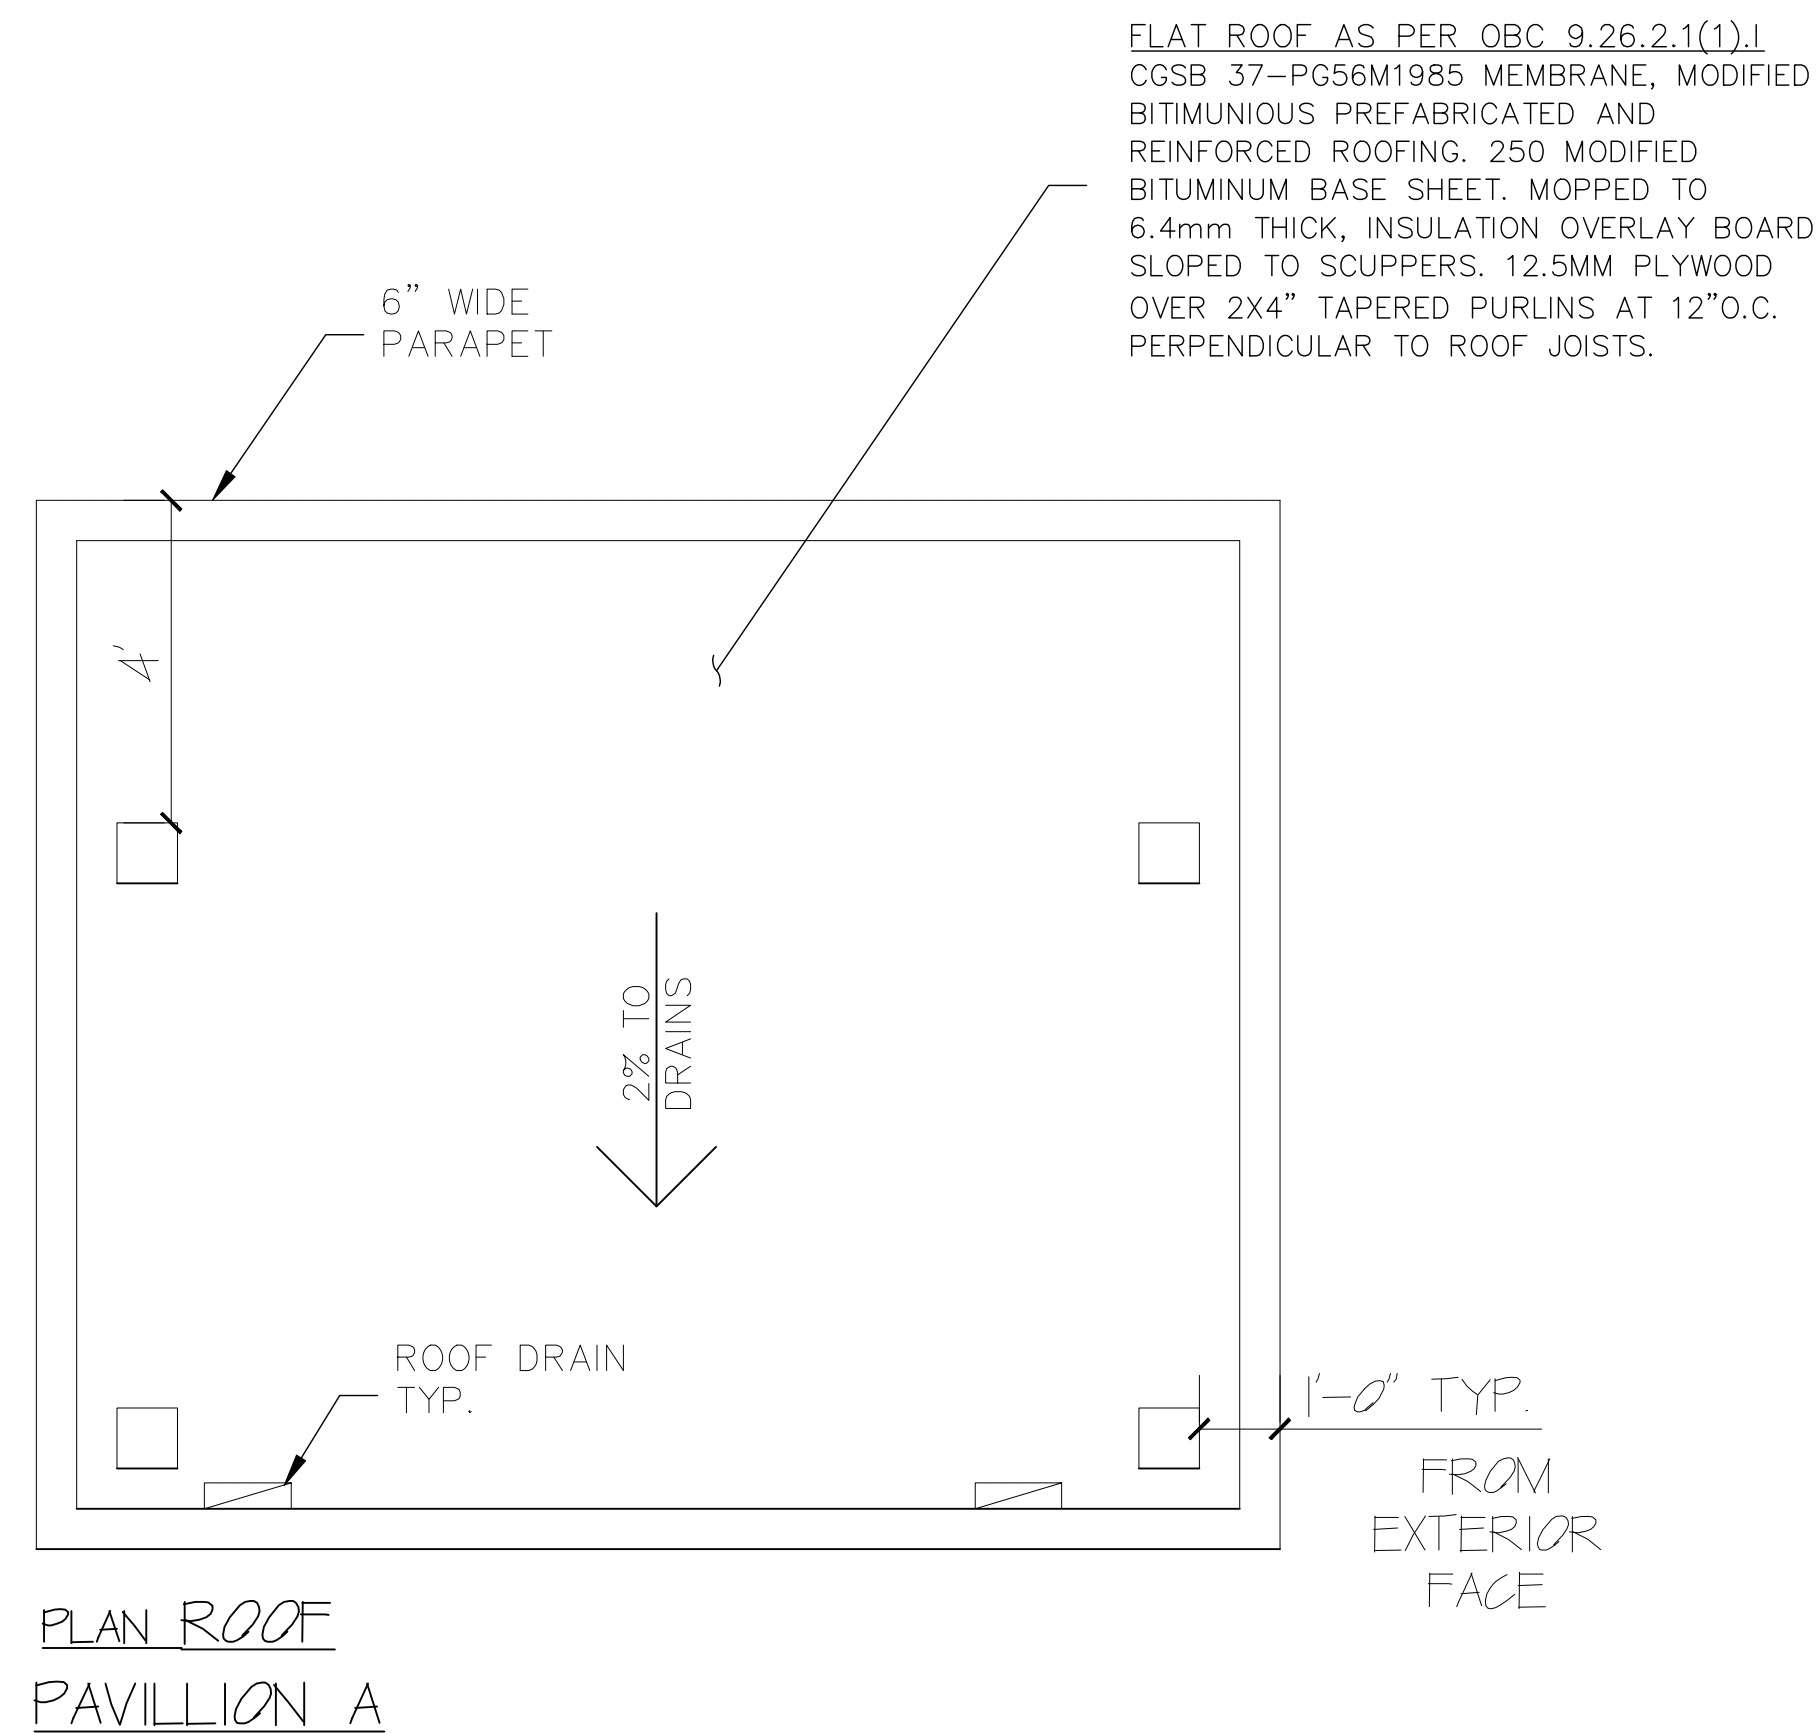 FLAT ROOF AS PER OBC 9.26.2.1(1).I
CGSB 37-PG56M1985 MEMBRANE, MODIFIED
BITIMUNIOUS PREFABRICATED AND
REINFORCED ROOFING. 250 MODIFIED
BITUMINUM BASE SHEET. MOPPED TO
6.4mm THICK, INSULATION OVERLAY BOARD
SLOPED TO SCUPPERS. 12.5MM PLYWOOD
OVER 2X4" TAPERED PURLINS AT 12"O.C.
PERPENDICULAR TO ROOF JOISTS.
6" WIDE
PARAPET
4'
2% TO
DRAINS
ROOF DRAIN
TYP.
1'-0" TYP.
FROM
EXTERIOR
FACE
PLAN ROOF
PAVILLION A